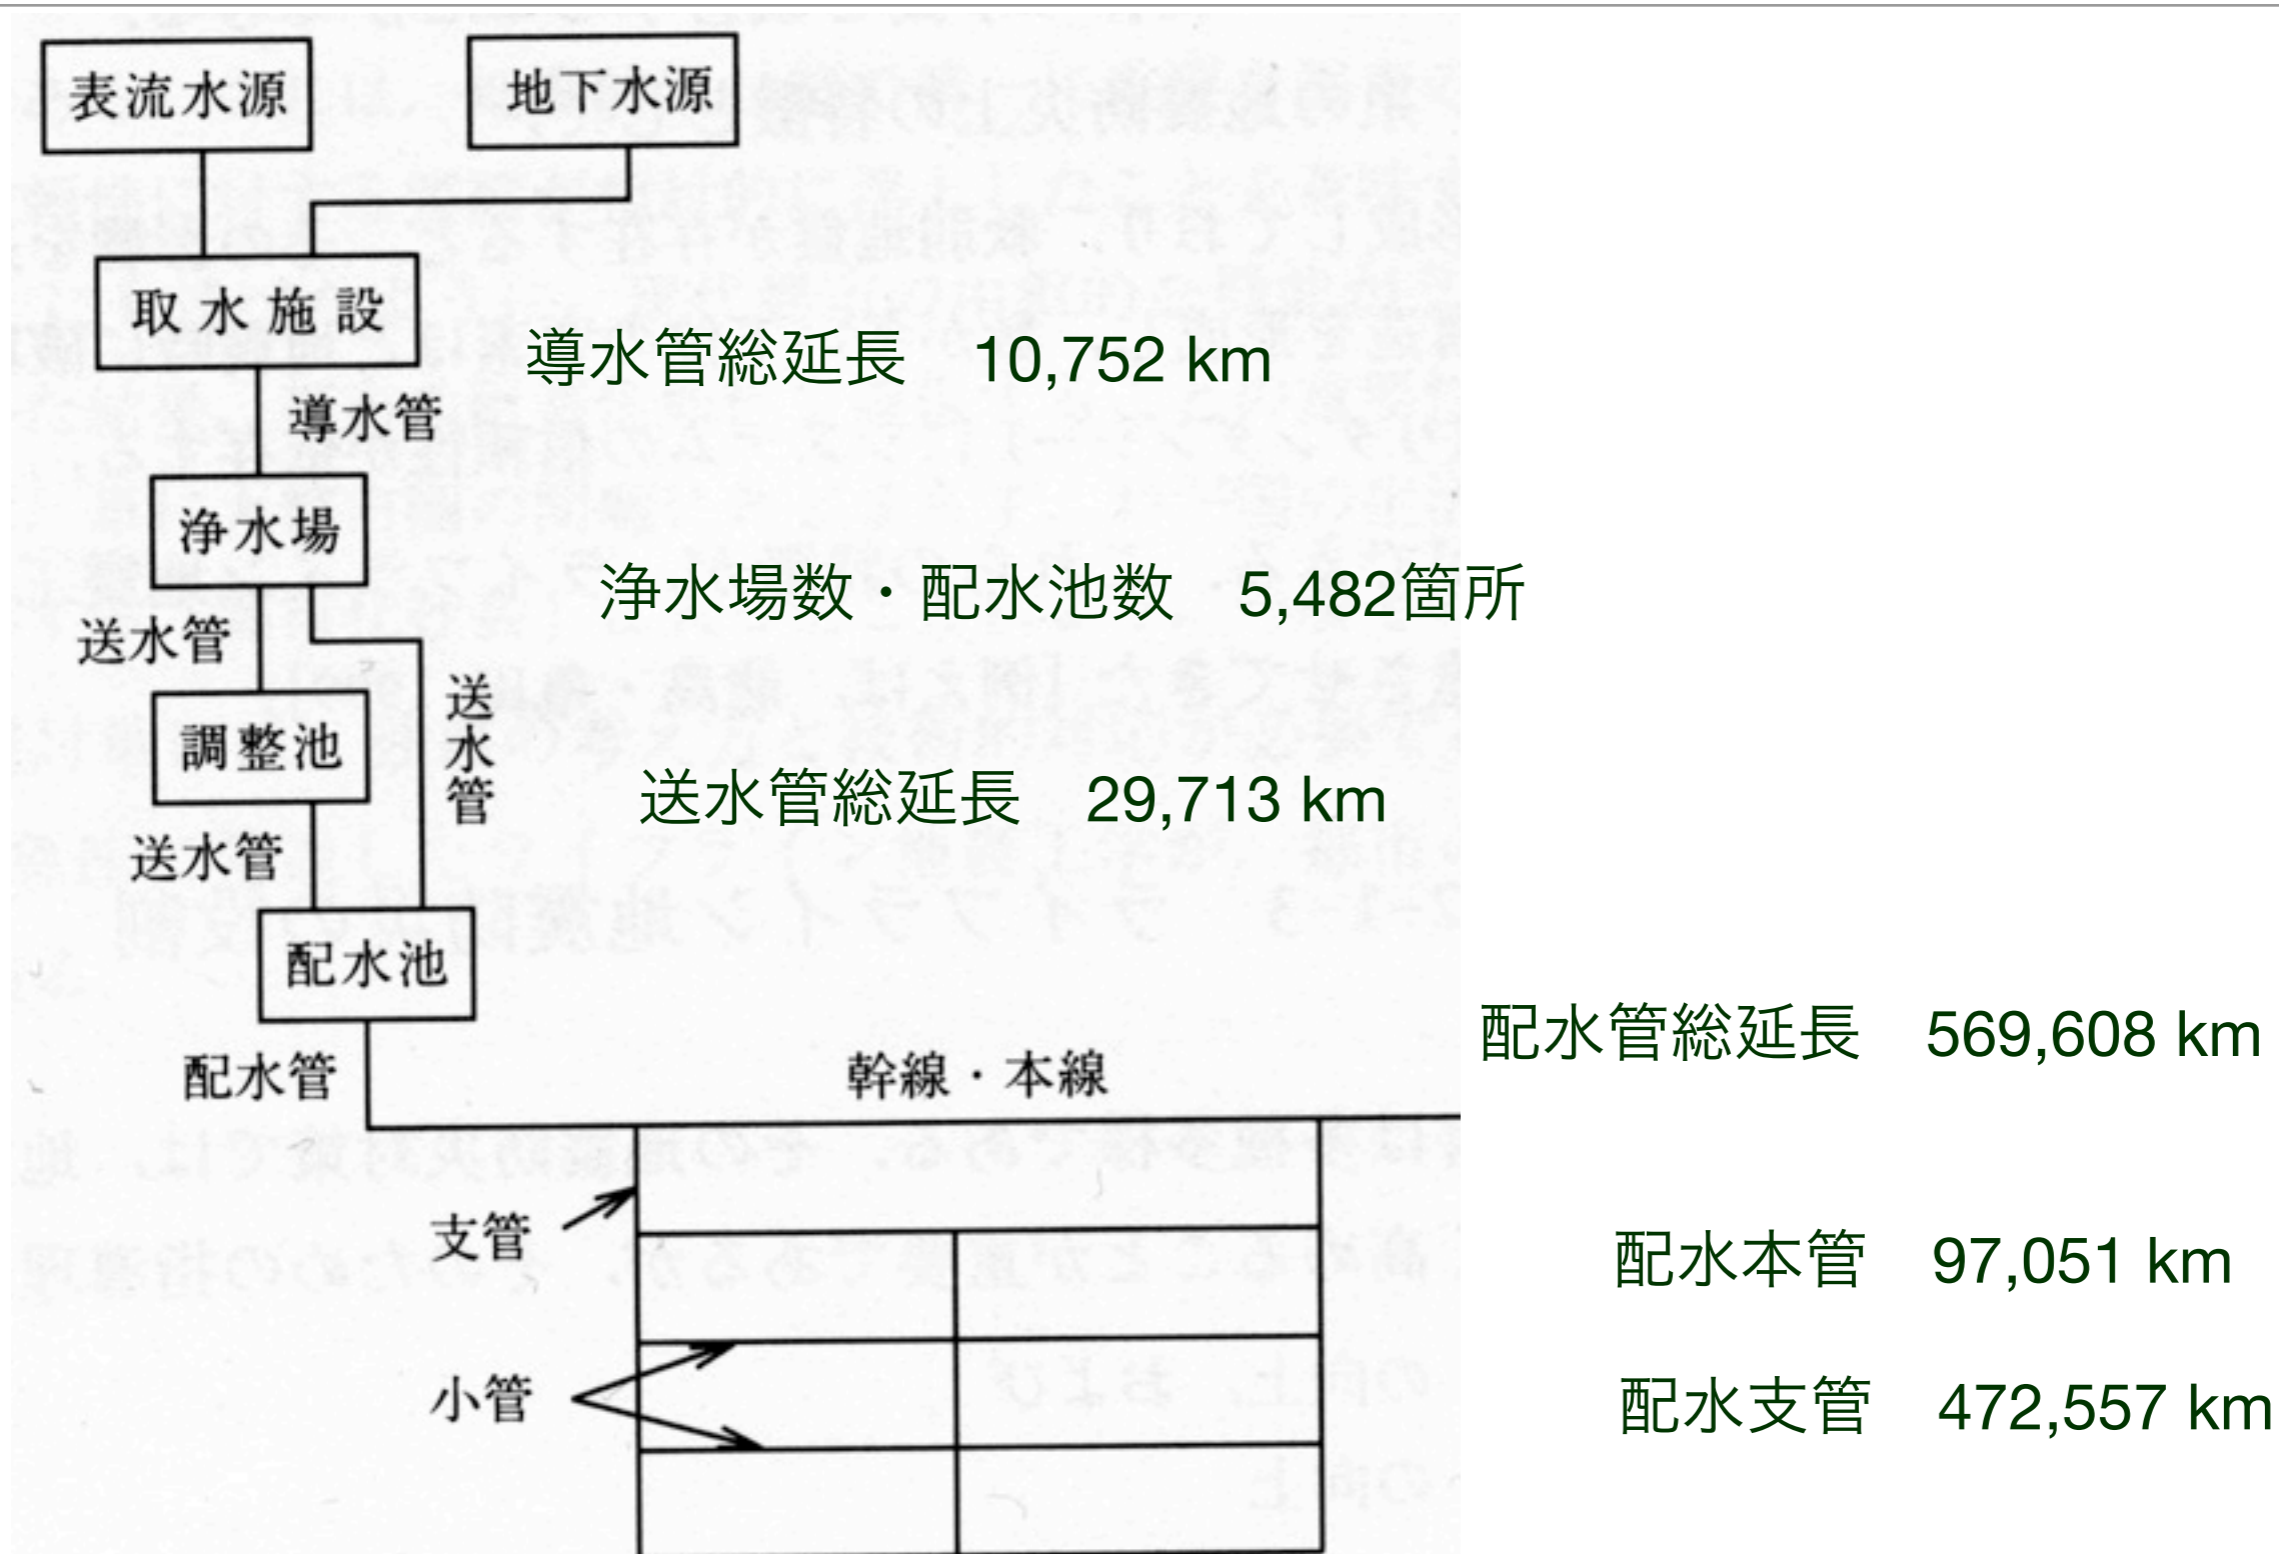 表流水源
地下水源
取水施設
導水管総延長　10,752 km
導水管
浄水場
浄水場数・配水池数　5,482箇所
送水管
送水管
調整池
送水管総延長　29,713 km
送水管
配水池
配水管総延長　569,608 km
配水管
幹線・本線
支管
配水本管　97,051 km
小管
配水支管　472,557 km